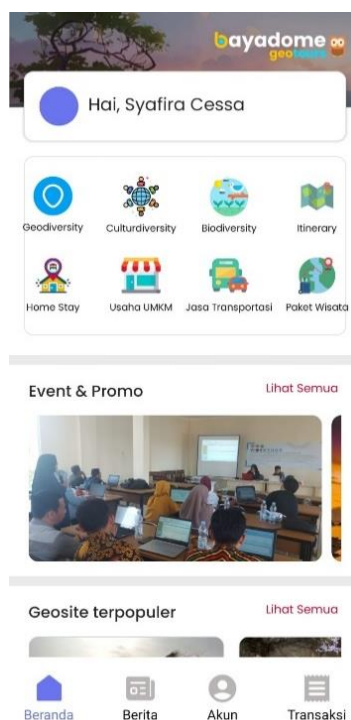 bayadome
geotours
Hai, Syafira Cessa
Geodiversity
Culturdiversity
Biodiversity
Itinerary
Home Stay
Usaha UMKM
Jasa Transportasi
Paket Wisata
Event & Promo
Lihat Semua
Geosite terpopuler
Lihat Semua
Beranda
Berita
Akun
Transaksi